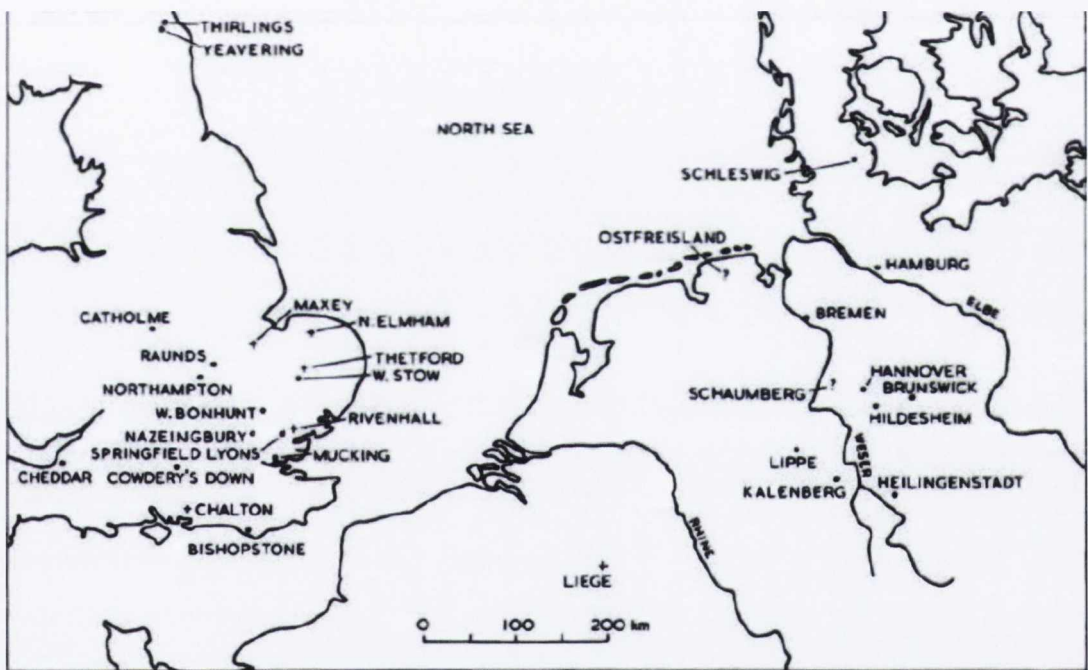 THIRLINGS
YEAVERING
NORTH SEA
SCHLESWIG
OSTFREISLAND
?
HAMBURG
ELBE
MAXEY
CATHOLME
N. ELMHAM
BREMEN
RAUNDS
THETFORD
W. STOW
NORTHAMPTON
SCHAUMBERG
?
HANNOVER
BRUNSWICK
HILDESHEIM
W. BONHUNT
RIVENHALL
NAZEINGBURY
SPRINGFIELD LYONS
MUCKING
CHEDDAR
COWDERY'S DOWN
WESER
LIPPE
KALENBERG
HEILINGENSTADT
CHALTON
BISHOPSTONE
RHINE
LIEGE
0 100 200 km